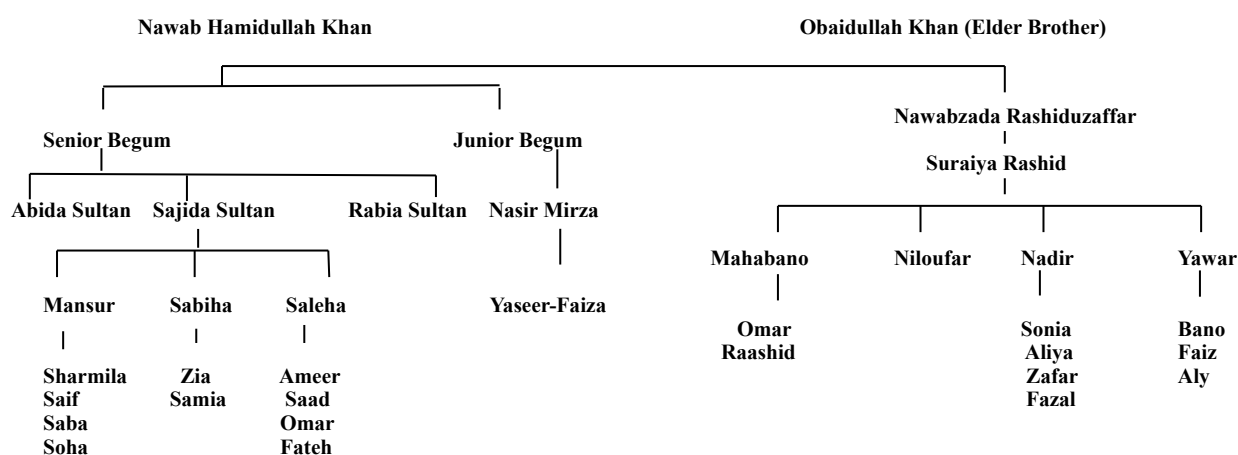 Nawab Hamidullah Khan Obaidullah Khan (Elder Brother)
Nawabzada Rashiduzaffar
Senior Begum Junior Begum
Suraiya Rashid
Abida Sultan Sajida Sultan Rabia Sultan Nasir Mirza
Mahabano Niloufar Nadir Yawar
Mansur Sabiha Saleha Yaseer-Faiza
Omar Sonia Bano
Raashid Aliya Faiz
Sharmila Zia Ameer Zafar Aly
Saif Samia Saad Fazal
Saba Omar
Soha Fateh